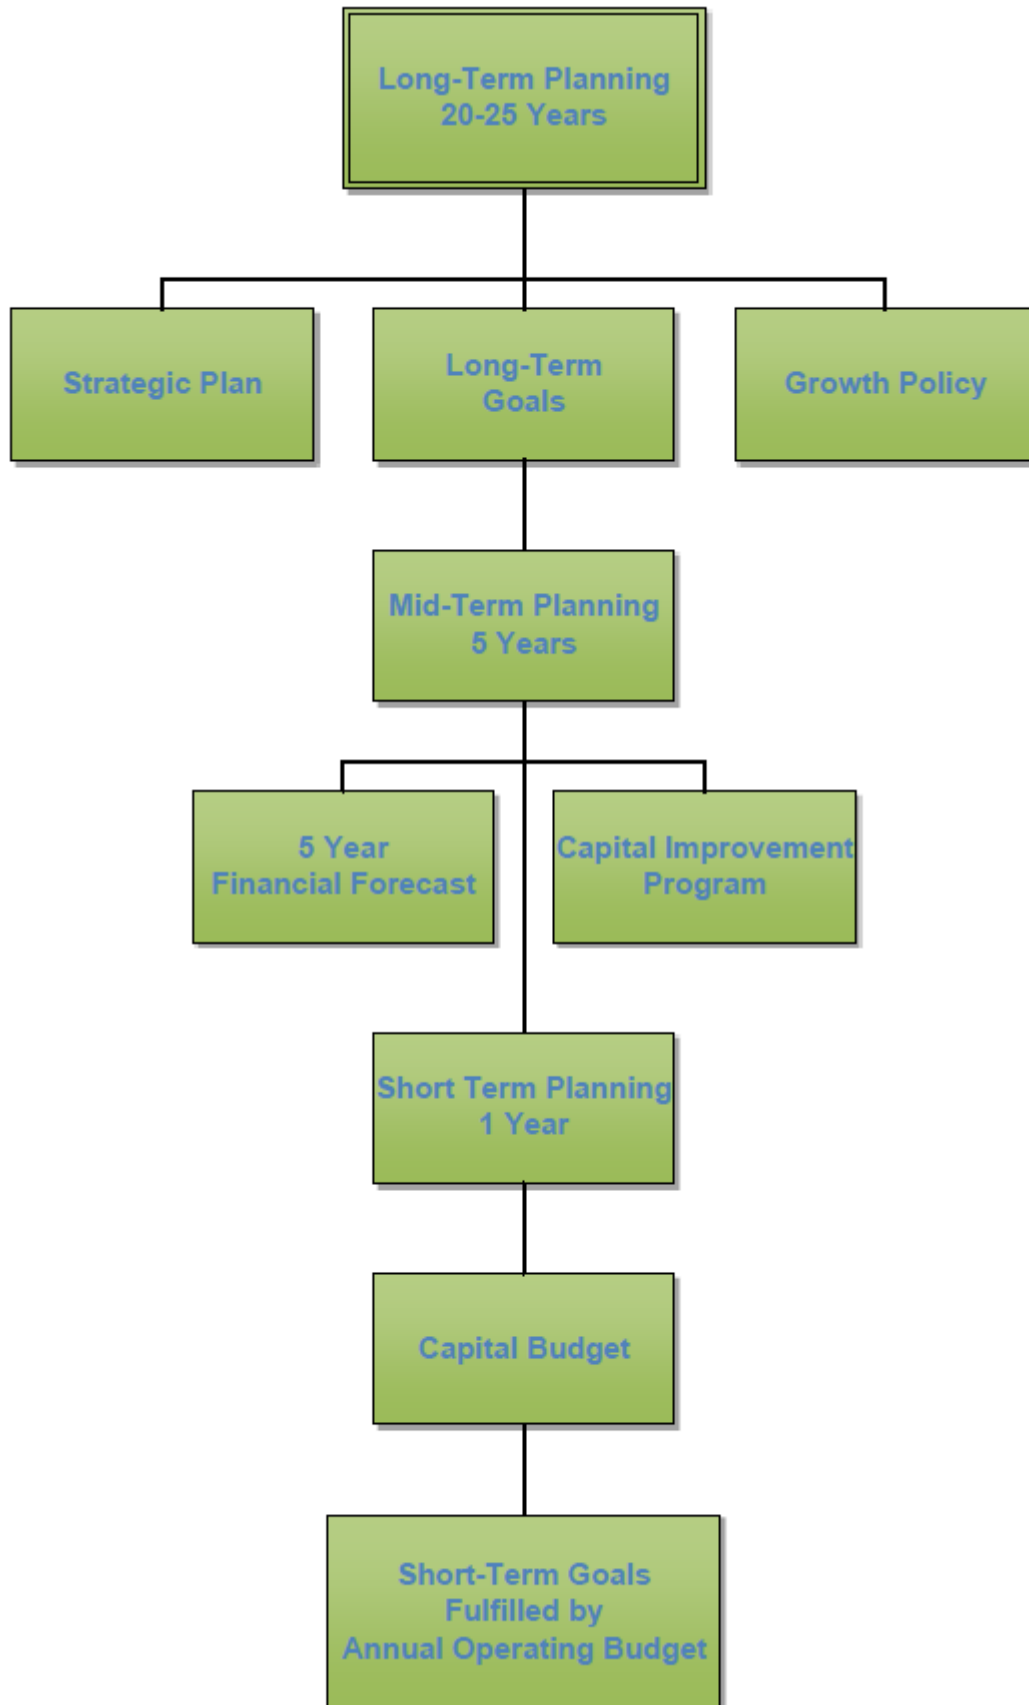 Long-Term Planning
20-25 Years
Strategic Plan
Long-Term
Goals
Growth Policy
Mid-Term Planning
5 Years
5 Year
Financial Forecast
Capital Improvement
Program
Short Term Planning
1 Year
Capital Budget
Short-Term Goals
Fulfilled by
Annual Operating Budget